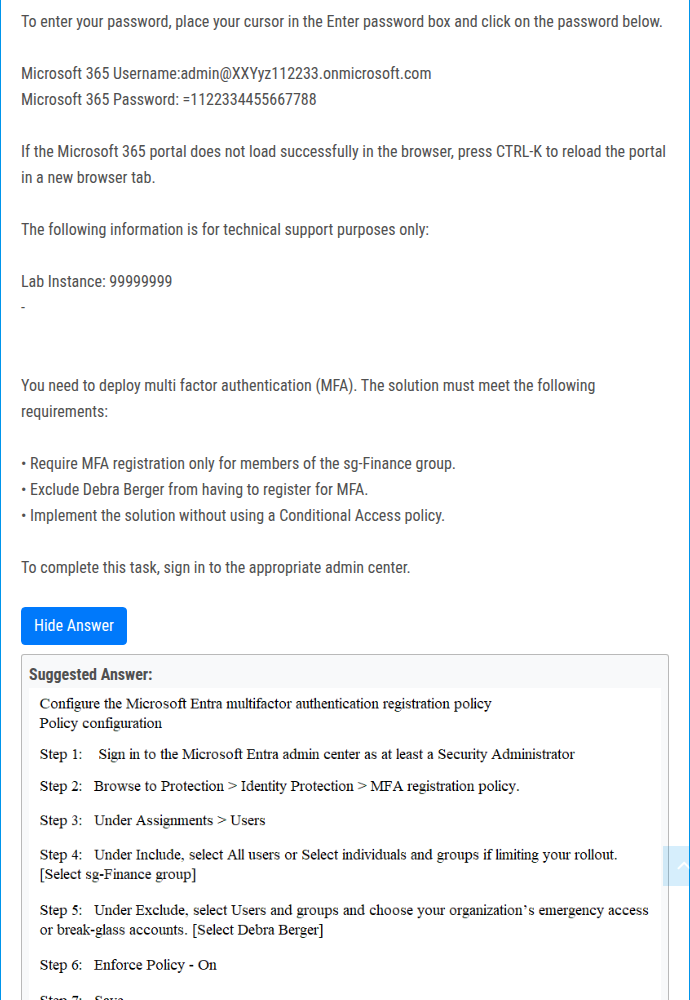 To enter your password, place your cursor in the Enter password box and click on the password below.
Microsoft 365 Username:admin@XXYyz112233.onmicrosoft.com
Microsoft 365 Password: =1122334455667788
If the Microsoft 365 portal does not load successfully in the browser, press CTRL-K to reload the portal
in a new browser tab.
The following information is for technical support purposes only:
Lab Instance: 99999999
-
You need to deploy multi factor authentication (MFA). The solution must meet the following
requirements:
• Require MFA registration only for members of the sg-Finance group.
• Exclude Debra Berger from having to register for MFA.
• Implement the solution without using a Conditional Access policy.
To complete this task, sign in to the appropriate admin center.
Hide Answer
Suggested Answer:
Configure the Microsoft Entra multifactor authentication registration policy
Policy configuration
Step 1: Sign in to the Microsoft Entra admin center as at least a Security Administrator
Step 2: Browse to Protection > Identity Protection > MFA registration policy.
Step 3: Under Assignments > Users
Step 4: Under Include, select All users or Select individuals and groups if limiting your rollout.
[Select sg-Finance group]
Step 5: Under Exclude, select Users and groups and choose your organization's emergency access
or break-glass accounts. [Select Debra Berger]
Step 6: Enforce Policy - On
Step 7: Save